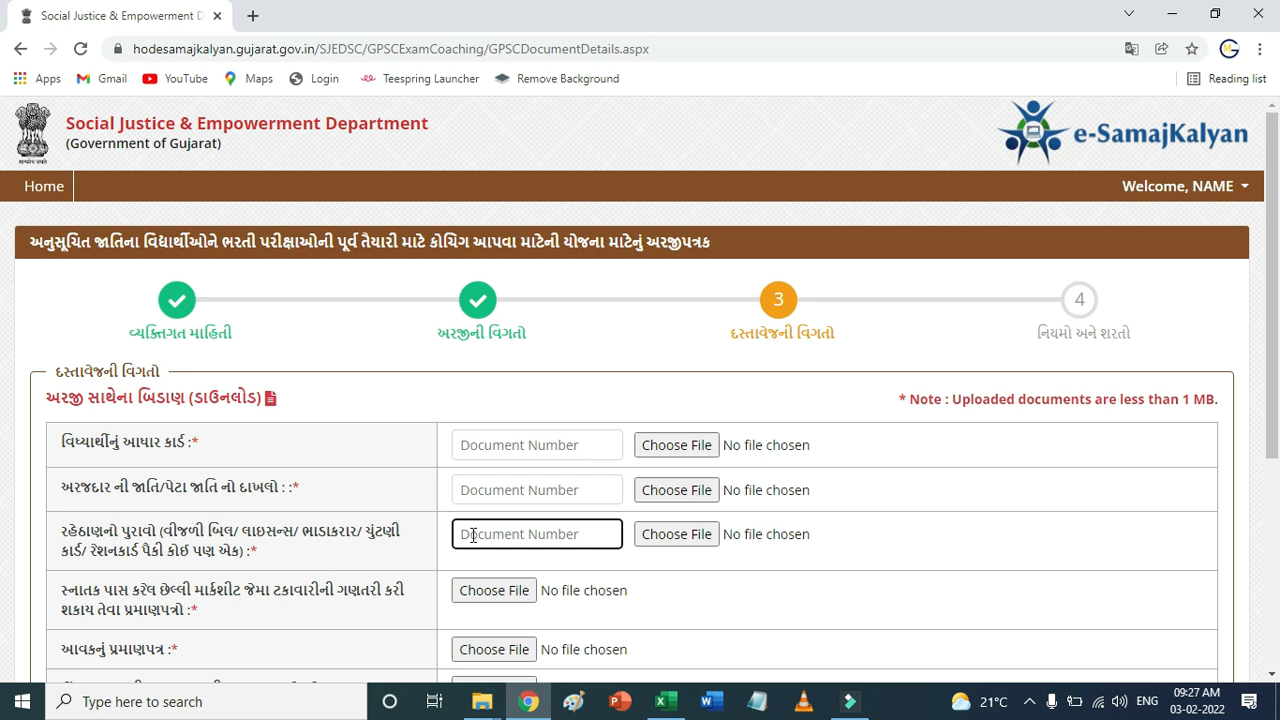 Social Justice & Empowerment D
hodesamajkalyan.gujarat.gov.in/SJEDSC/GPSCExamCoaching/GPSCDocumentDetails.aspx
Apps Gmail YouTube Maps Login Teespring Launcher Remove Background Reading list
Social Justice & Empowerment Department
(Government of Gujarat)
e-SamajKalyan
Home Welcome, NAME
અનુસૂચિત જાતિના વિદ્યાર્થીઓને ભરતી પરીક્ષાઓની પૂર્વ તૈયારી માટે કોચિગ આપવા માટેની યોજના માટેનું અરજીપત્રક
3 4
વ્યક્તિગત માહિતી અરજીની વિગતો દસ્તાવેજની વિગતો નિયમો અને શરતો
દસ્તાવેજની વિગતો
અરજી સાથેના બિડાણ (ડાઉનલોડ) * Note : Uploaded documents are less than 1 MB.
વિધ્યાર્થીનું આધાર કાર્ડ :* Document Number Choose File No file chosen
અરજદાર ની જાતિ/પેટા જાતિ નો દાખલો : :* Document Number Choose File No file chosen
રહેઠાણનો પુરાવો (વીજળી બિલ/ લાઇસન્સ/ ભાડાકરાર/ ચુંટણી
કાર્ડ/ રેશનકાર્ડ પૈકી કોઈ પણ એક) :* Document Number Choose File No file chosen
સ્નાતક પાસ કરેલ છેલ્લી માર્કશીટ જેમા ટકાવારીની ગણતરી કરી
શકાય તેવા પ્રમાણપત્રો :* Choose File No file chosen
આવકનું પ્રમાણપત્ર :* Choose File No file chosen
Type here to search 21°C ENG 09:27 AM
03-02-2022